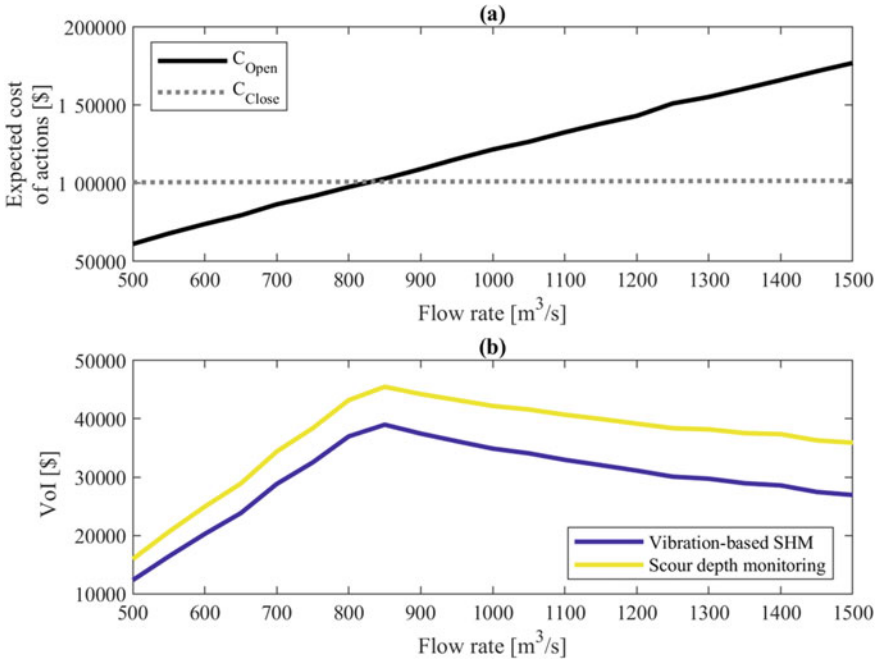 (a)
Expected cost
of actions [$]
200000
1 50000
1 00000
50000
C_Open
C_Close
500 600 700 800 900 1000 1100 1200 1300 1400 1500
Flow rate [m^3/s]
(b)
VoI [$]
50000
40000
30000
20000
10000
Vibration-based SHM
Scour depth monitoring
500 600 700 800 900 1000 1100 1200 1300 1400 1500
Flow rate [m^3/s]